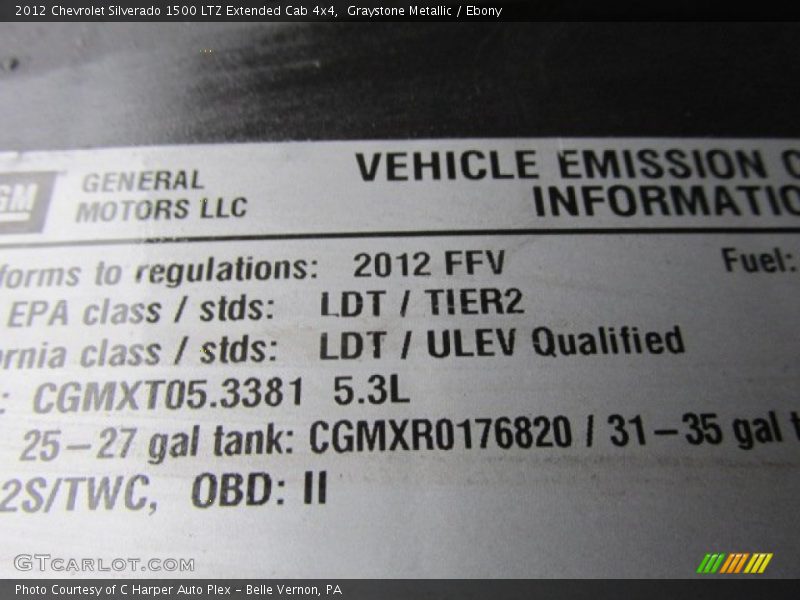 2012 Chevrolet Silverado 1500 LTZ Extended Cab 4x4, Graystone Metallic / Ebony
GM
GENERAL
MOTORS LLC
VEHICLE EMISSION C
INFORMATIO
forms to regulations: 2012 FFV Fuel:
EPA class / stds: LDT / TIER2
ornia class / stds: LDT / ULEV Qualified
: CGMXT05.3381 5.3L
25-27 gal tank: CGMXR0176820 / 31-35 gal t
2S/TWC, OBD: II
GTCARLOT.COM
Photo Courtesy of C Harper Auto Plex - Belle Vernon, PA